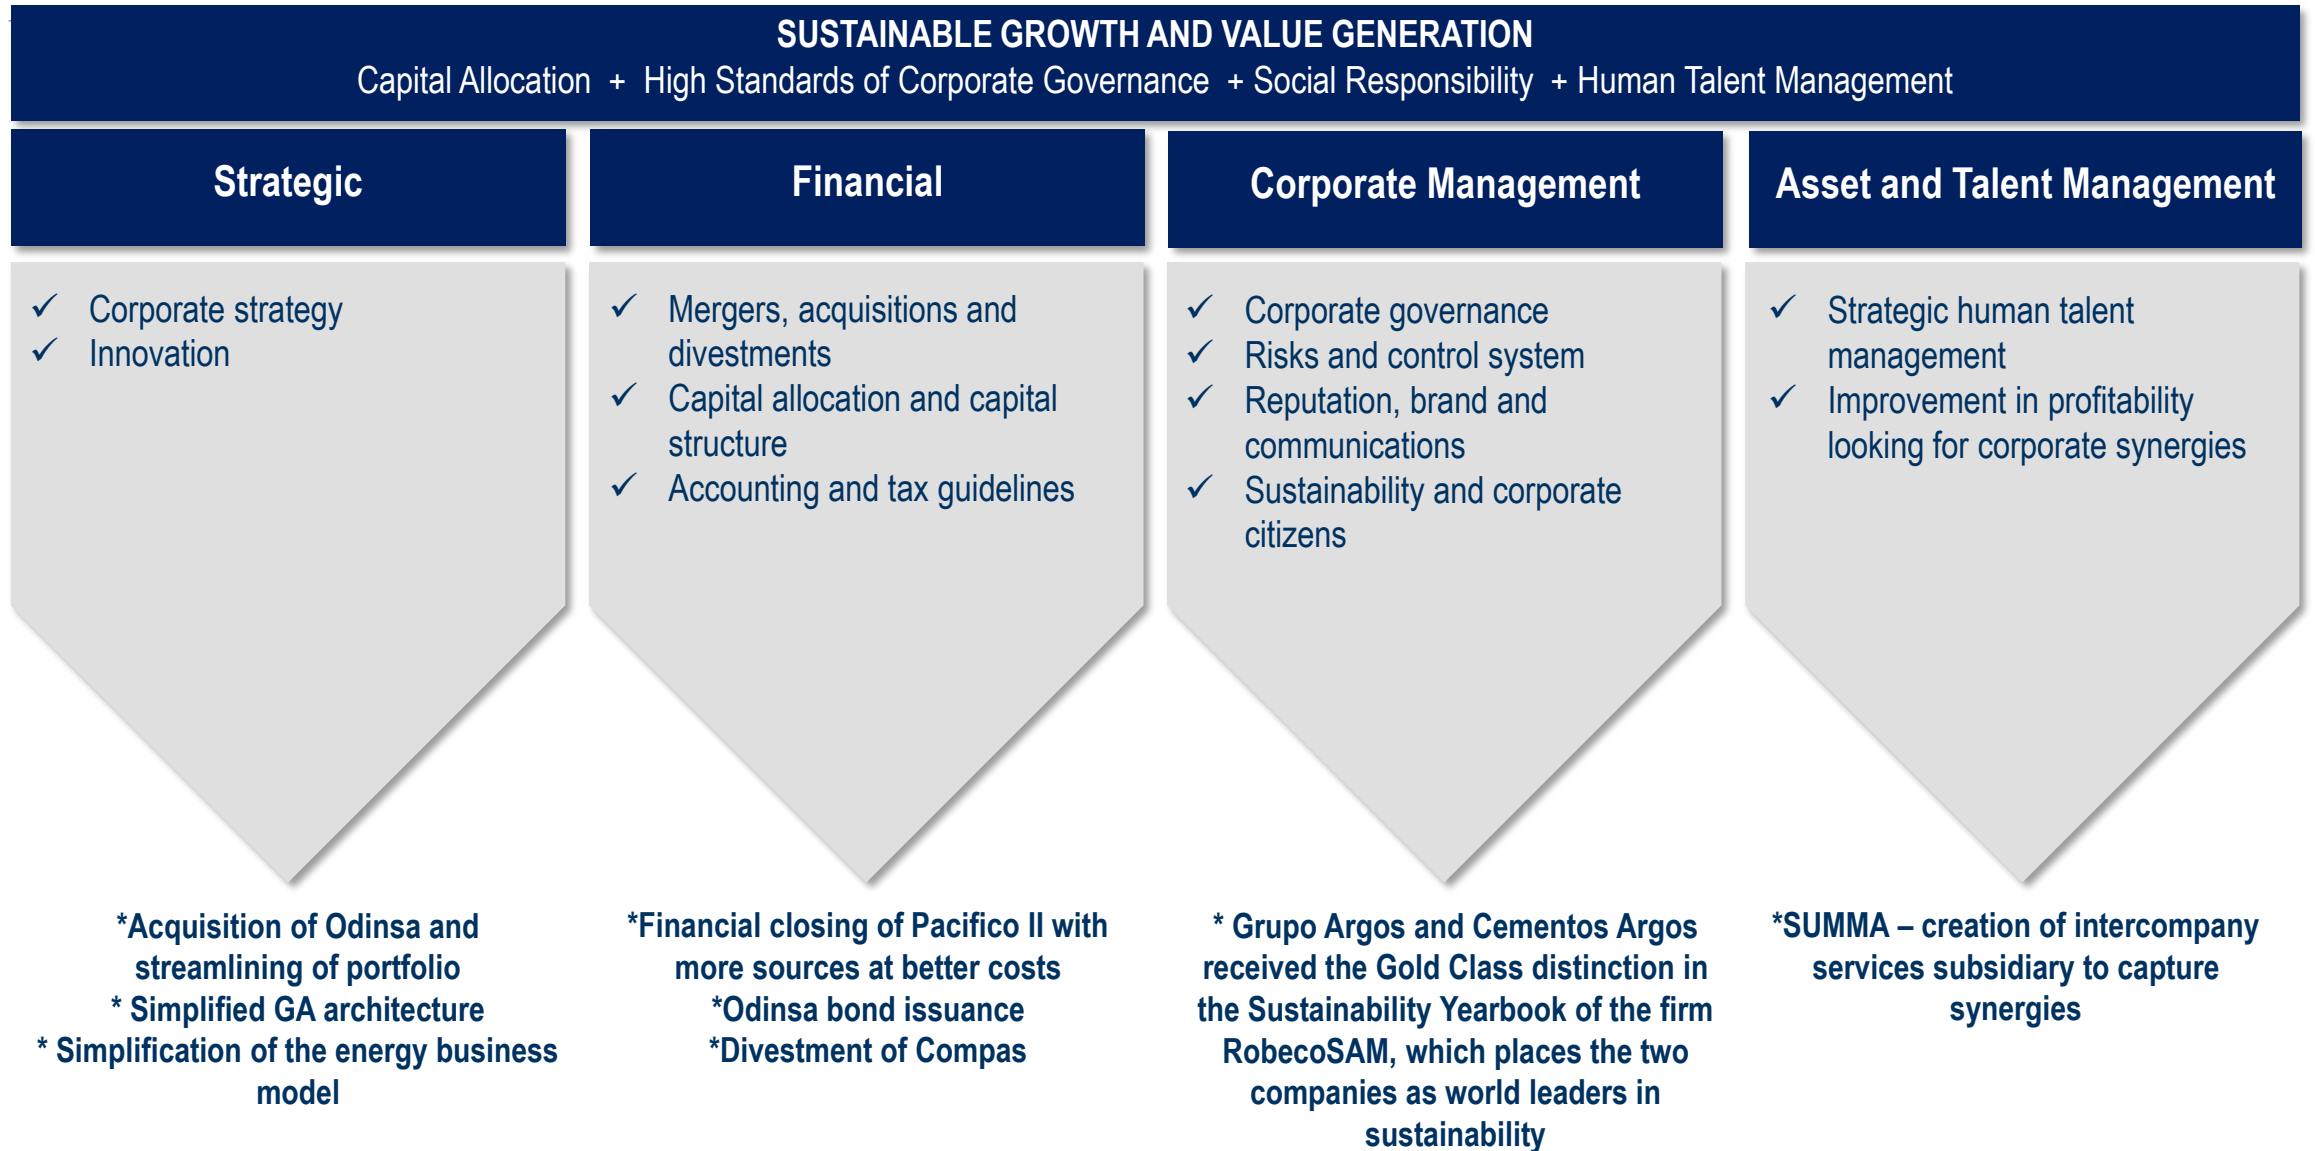 SUSTAINABLE GROWTH AND VALUE GENERATION
Capital Allocation + High Standards of Corporate Governance + Social Responsibility + Human Talent Management
Strategic
✓ Corporate strategy
✓ Innovation
*Acquisition of Odinsa and
streamlining of portfolio
* Simplified GA architecture
* Simplification of the energy business
model
Financial
✓ Mergers, acquisitions and
divestments
✓ Capital allocation and capital
structure
✓ Accounting and tax guidelines
*Financial closing of Pacifico II with
more sources at better costs
*Odinsa bond issuance
*Divestment of Compas
Corporate Management
✓ Corporate governance
✓ Risks and control system
✓ Reputation, brand and
communications
✓ Sustainability and corporate
citizens
* Grupo Argos and Cementos Argos
received the Gold Class distinction in
the Sustainability Yearbook of the firm
RobecoSAM, which places the two
companies as world leaders in
sustainability
Asset and Talent Management
✓ Strategic human talent
management
✓ Improvement in profitability
looking for corporate synergies
*SUMMA – creation of intercompany
services subsidiary to capture
synergies